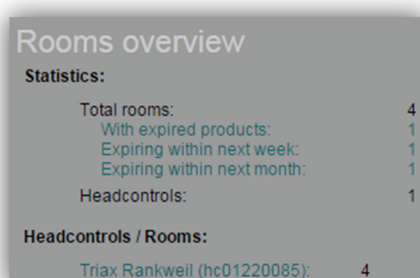 Rooms overview
Statistics:
Total rooms: 4
With expired products: 1
Expiring within next week: 1
Expiring within next month: 1
Headcontrols: 1
Headcontrols / Rooms:
Triax Rankweil (hc01220085): 4